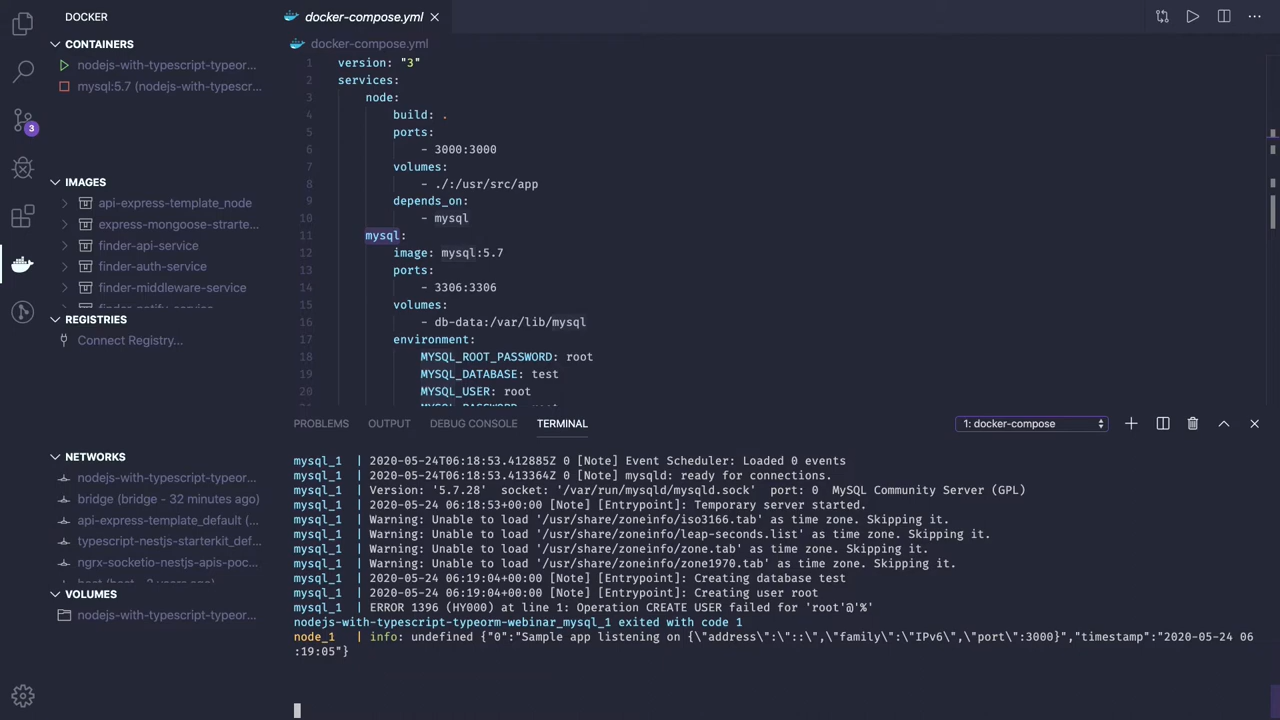 DOCKER
CONTAINERS
nodejs-with-typescript-typeor...
mysql:5.7 (nodejs-with-typescr...
IMAGES
api-express-template_node
express-mongoose-strarte...
finder-api-service
finder-auth-service
finder-middleware-service
finder-notify-service
REGISTRIES
Connect Registry...
NETWORKS
nodejs-with-typescript-typeor...
bridge (bridge - 32 minutes ago)
api-express-template_default (...
typescript-nestjs-starterkit_def...
ngrx-socketio-nestjs-apis-poc...
host (host - 2 years ago)
VOLUMES
nodejs-with-typescript-typeor...
3
docker-compose.yml
docker-compose.yml
1 version: "3"
2 services:
3 node:
4 build: .
5 ports:
6 - 3000:3000
7 volumes:
8 - ./:/usr/src/app
9 depends_on:
10 - mysql
11 mysql:
12 image: mysql:5.7
13 ports:
14 - 3306:3306
15 volumes:
16 - db-data:/var/lib/mysql
17 environment:
18 MYSQL_ROOT_PASSWORD: root
19 MYSQL_DATABASE: test
20 MYSQL_USER: root
PROBLEMS OUTPUT DEBUG CONSOLE TERMINAL 1: docker-compose
mysql_1 | 2020-05-24T06:18:53.412885Z 0 [Note] Event Scheduler: Loaded 0 events
mysql_1 | 2020-05-24T06:18:53.413364Z 0 [Note] mysqld: ready for connections.
mysql_1 | Version: '5.7.28' socket: '/var/run/mysqld/mysqld.sock' port: 0 MySQL Community Server (GPL)
mysql_1 | 2020-05-24 06:18:53+00:00 [Note] [Entrypoint]: Temporary server started.
mysql_1 | Warning: Unable to load '/usr/share/zoneinfo/iso3166.tab' as time zone. Skipping it.
mysql_1 | Warning: Unable to load '/usr/share/zoneinfo/leap-seconds.list' as time zone. Skipping it.
mysql_1 | Warning: Unable to load '/usr/share/zoneinfo/zone.tab' as time zone. Skipping it.
mysql_1 | Warning: Unable to load '/usr/share/zoneinfo/zone1970.tab' as time zone. Skipping it.
mysql_1 | 2020-05-24 06:19:04+00:00 [Note] [Entrypoint]: Creating database test
mysql_1 | 2020-05-24 06:19:04+00:00 [Note] [Entrypoint]: Creating user root
mysql_1 | ERROR 1396 (HY000) at line 1: Operation CREATE USER failed for 'root'@'%'
nodejs-with-typescript-typeorm-webinar_mysql_1 exited with code 1
node_1 | info: undefined {"0":"Sample app listening on {\"address\":\"::\",\"family\":\"IPv6\",\"port\":3000}","timestamp":"2020-05-24 06
:19:05"}